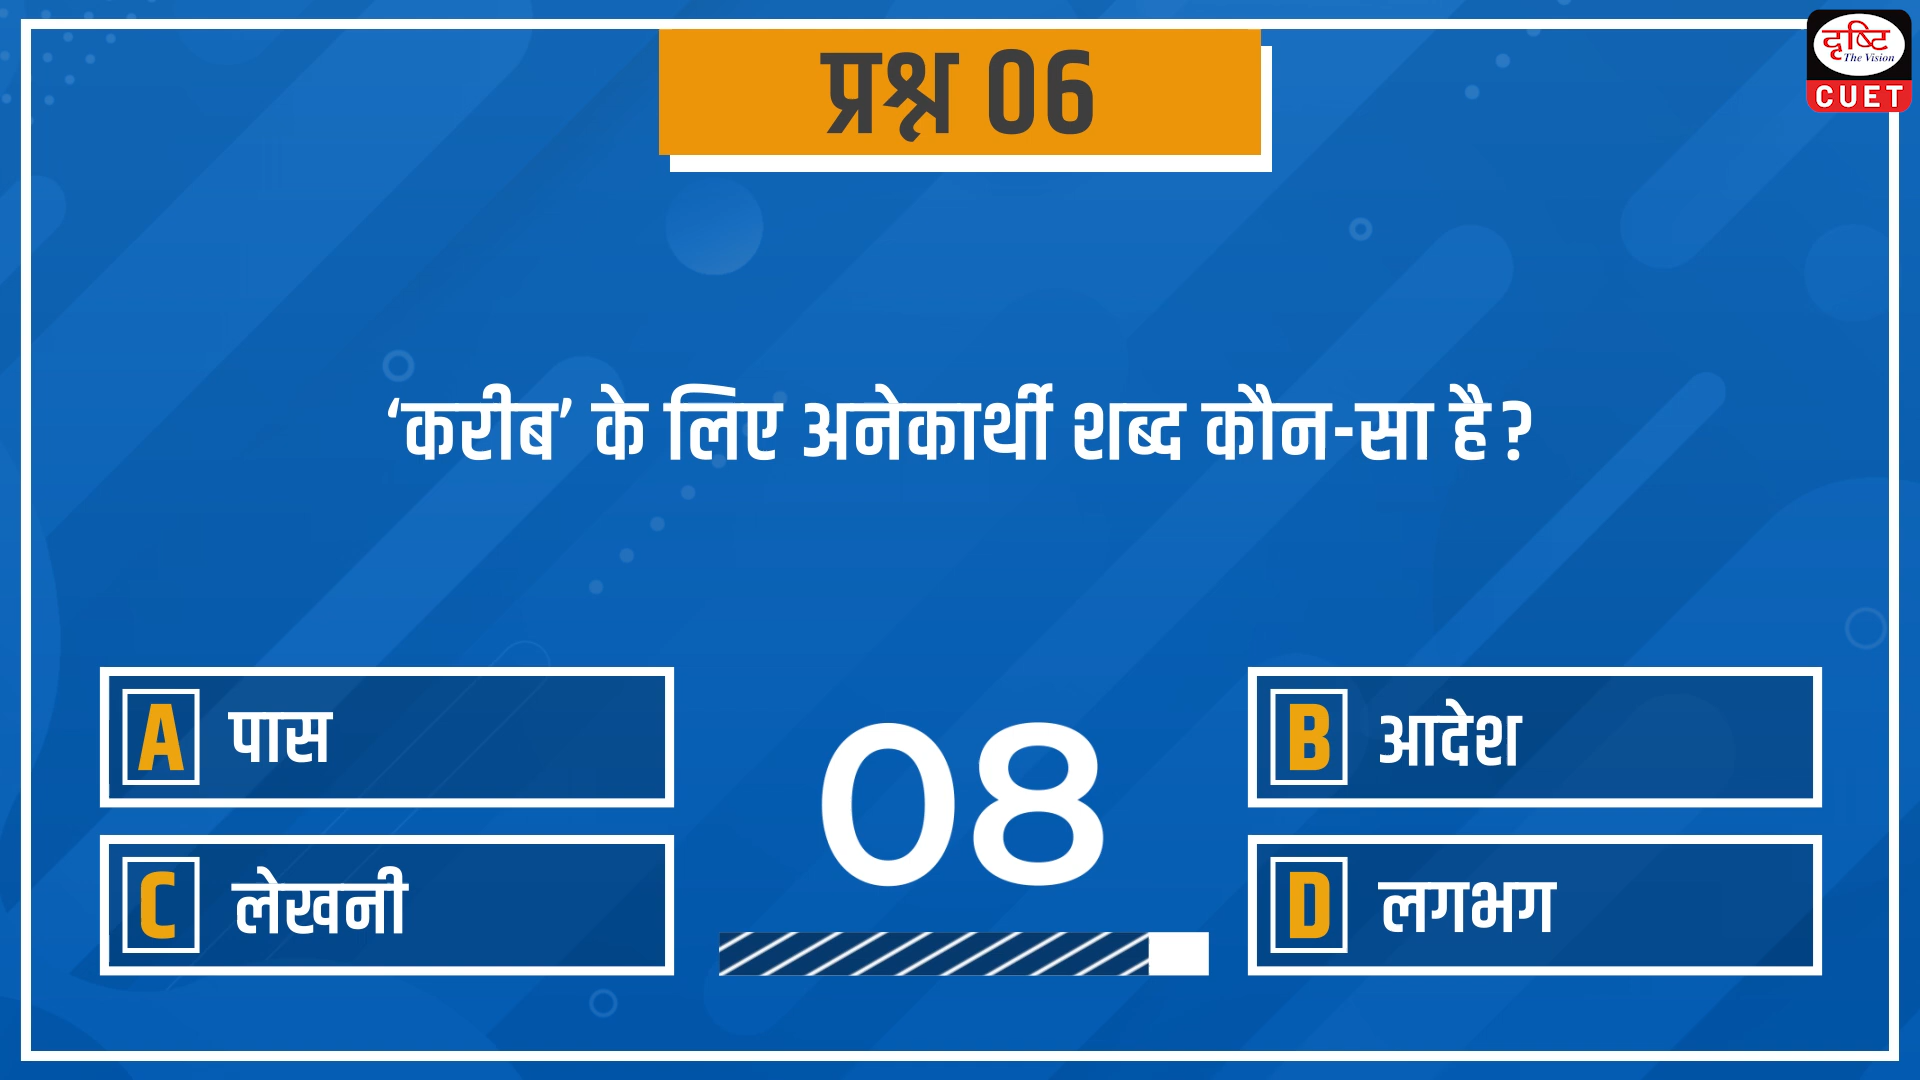 प्रश्न 06
दृष्टि
The Vision
CUET
‘करीब’ के लिए अनेकार्थी शब्द कौन-सा है?
A पास
B आदेश
08
C लेखनी
D लगभग